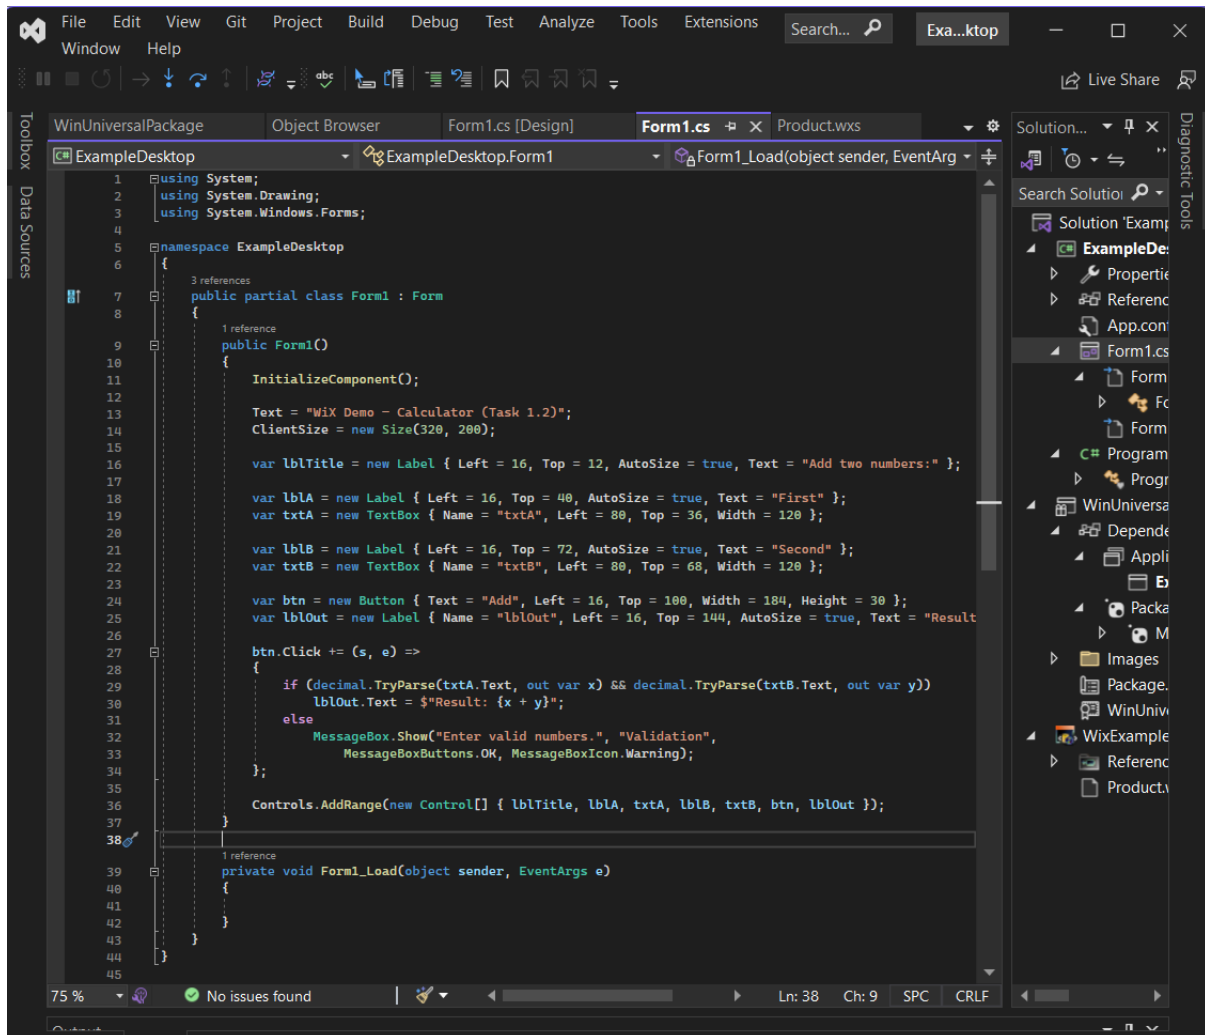 File Edit View Git Project Build Debug Test Analyze Tools Extensions
Window Help
Search...
Exa...ktop
abc
Live Share
Toolbox
Data Sources
WinUniversalPackage Object Browser Form1.cs [Design] Form1.cs Product.wxs
C# ExampleDesktop ExampleDesktop.Form1 Form1_Load(object sender, EventArg
1 using System;
2 using System.Drawing;
3 using System.Windows.Forms;
4
5 namespace ExampleDesktop
6 {
3 references
7 public partial class Form1 : Form
8 {
1 reference
9 public Form1()
10 {
11 InitializeComponent();
12
13 Text = "WiX Demo - Calculator (Task 1.2)";
14 ClientSize = new Size(320, 200);
15
16 var lblTitle = new Label { Left = 16, Top = 12, AutoSize = true, Text = "Add two numbers:" };
17
18 var lblA = new Label { Left = 16, Top = 40, AutoSize = true, Text = "First" };
19 var txtA = new TextBox { Name = "txtA", Left = 80, Top = 36, Width = 120 };
20
21 var lblB = new Label { Left = 16, Top = 72, AutoSize = true, Text = "Second" };
22 var txtB = new TextBox { Name = "txtB", Left = 80, Top = 68, Width = 120 };
23
24 var btn = new Button { Text = "Add", Left = 16, Top = 100, Width = 184, Height = 30 };
25 var lblOut = new Label { Name = "lblOut", Left = 16, Top = 144, AutoSize = true, Text = "Result
26
27 btn.Click += (s, e) =>
28 {
29 if (decimal.TryParse(txtA.Text, out var x) && decimal.TryParse(txtB.Text, out var y))
30 lblOut.Text = $"Result: {x + y}";
31 else
32 MessageBox.Show("Enter valid numbers.", "Validation",
33 MessageBoxButtons.OK, MessageBoxIcon.Warning);
34 };
35
36 Controls.AddRange(new Control[] { lblTitle, lblA, txtA, lblB, txtB, btn, lblOut });
37 }
38
1 reference
39 private void Form1_Load(object sender, EventArgs e)
40 {
41
42 }
43 }
44 }
45
75 % No issues found Ln: 38 Ch: 9 SPC CRLF
Solution...
Search Solutio
Solution 'Examp
C# ExampleDe
Propertie
Referenc
App.con
Form1.cs
Form
Fo
Form
C# Program
Progr
WinUniversa
Depende
Appli
Ex
Packa
M
Images
Package.
WinUnive
WixExample
Referenc
Product.w
Diagnostic Tools
Output